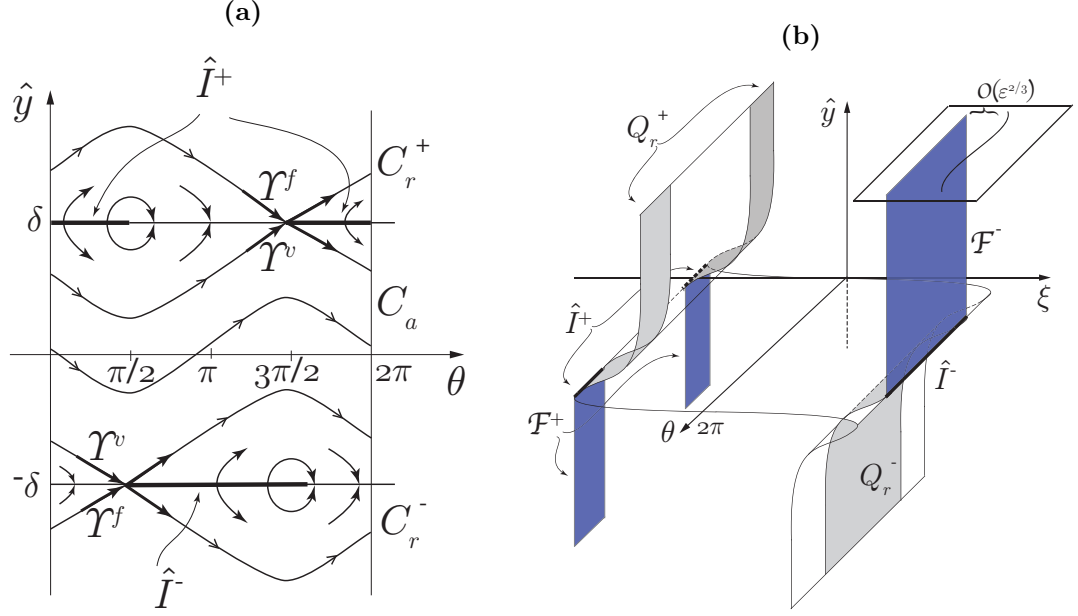 (a)
ŷ
Î+
C_r^+
ϒ^f
δ
ϒ^v
C_a
π/2
π
3π/2
2π
θ
ϒ^v
-δ
ϒ^f
C_r^-
Î-
(b)
Q_r^+
ŷ
O(ε^{2/3})
F^-
ξ
Î+
Î-
F^+
θ
2π
Q_r^-